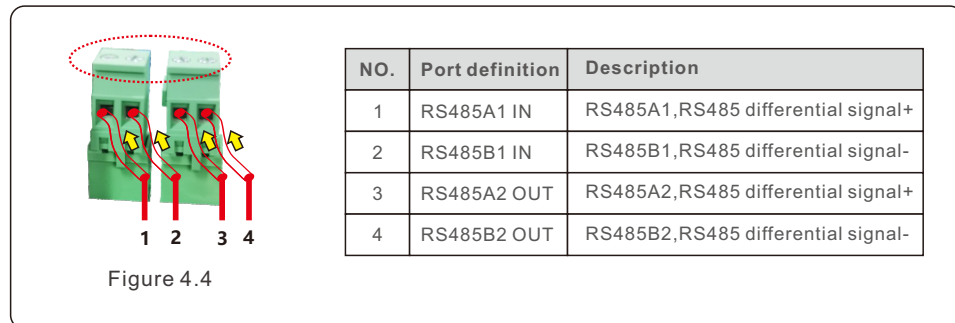 NO. Port definition Description
1 RS485A1 IN RS485A1,RS485 differential signal+
2 RS485B1 IN RS485B1,RS485 differential signal-
3 RS485A2 OUT RS485A2,RS485 differential signal+
4 RS485B2 OUT RS485B2,RS485 differential signal-
1 2 3 4
Figure 4.4